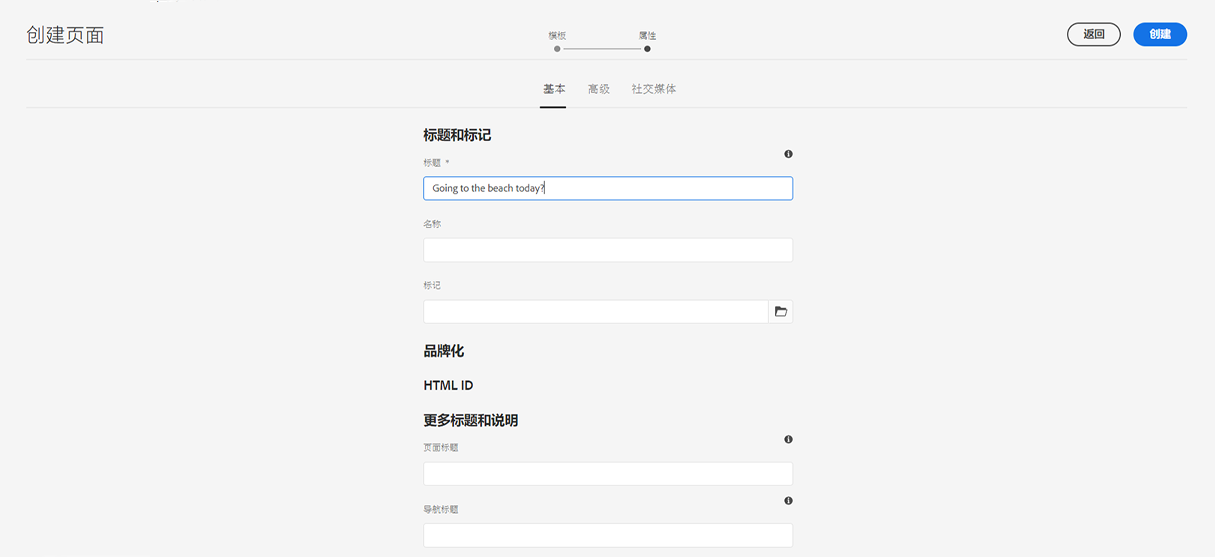 创建页面
模板 属性
返回 创建
基本 高级 社交媒体
标题和标记
标题 *
Going to the beach today?
名称
标记
品牌化
HTML ID
更多标题和说明
页面标题
导航标题